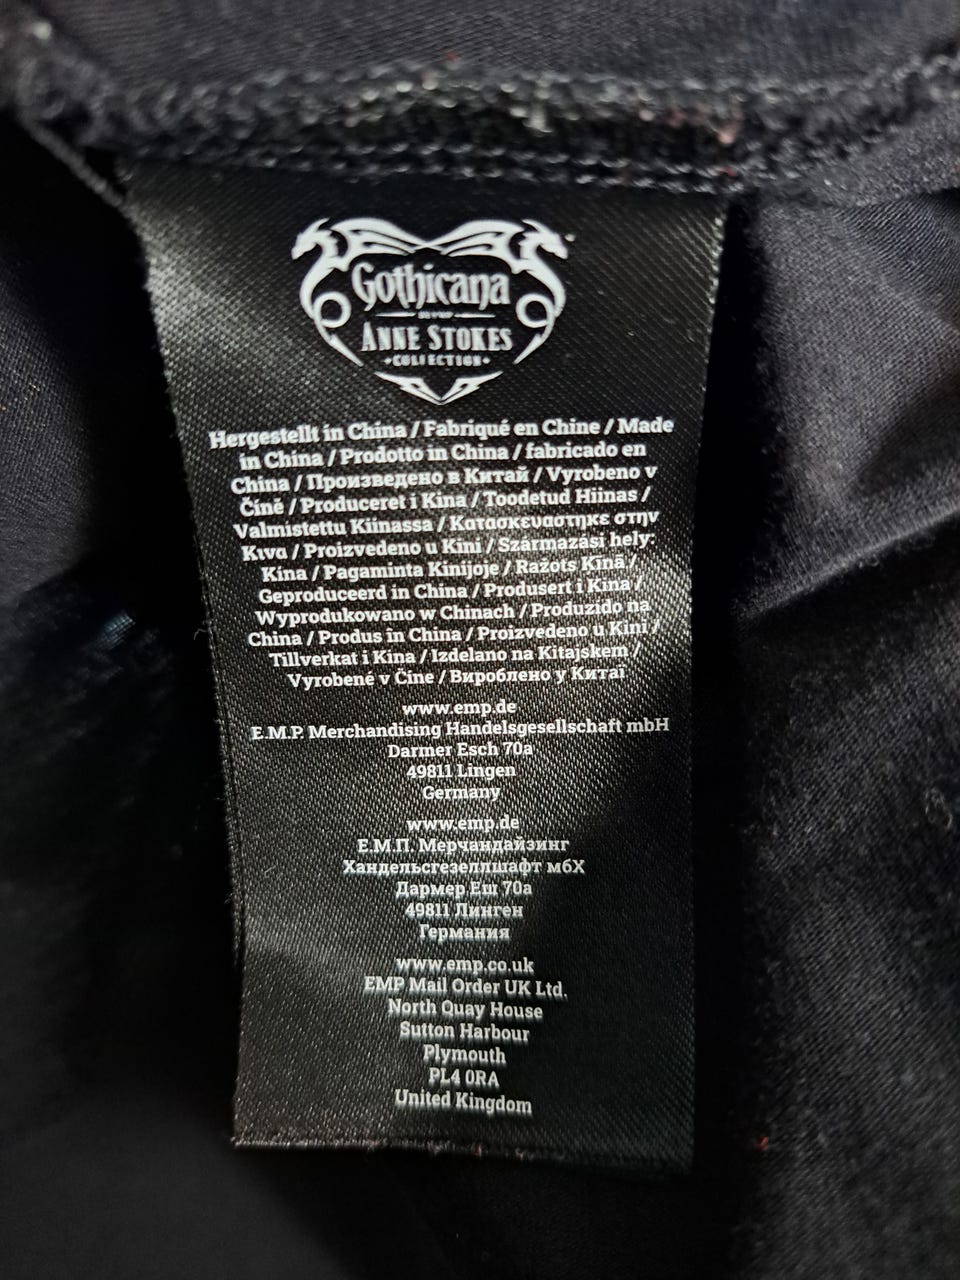 Gothicana
ANNE STOKES
COLLECTION
Hergestellt in China / Fabriqué en Chine / Made
in China / Prodotto in China / fabricado en
China / Произведено в Китай / Vyrobeno v
Číně / Produceret i Kina / Toodetud Hiinas /
Valmistettu Kiinassa / Κατασκευαστηκε στην
Κινα / Proizvedeno u Kini / Származási hely:
Kína / Pagaminta Kinijoje / Ražots Ķīnā /
Geproduceerd in China / Produsert i Kina /
Wyprodukowano w Chinach / Produzido na
China / Produs în China / Proizvedeno u Kini /
Tillverkat i Kina / Izdelano na Kitajskem /
Vyrobené v Číne / Вироблено у Китаї
www.emp.de
E.M.P. Merchandising Handelsgesellschaft mbH
Darmer Esch 70a
49811 Lingen
Germany
www.emp.de
Е.М.П. Мерчандайзинг
Хандельсгезеллшафт мбХ
Дармер Еш 70а
49811 Линген
Германия
www.emp.co.uk
EMP Mail Order UK Ltd.
North Quay House
Sutton Harbour
Plymouth
PL4 0RA
United Kingdom